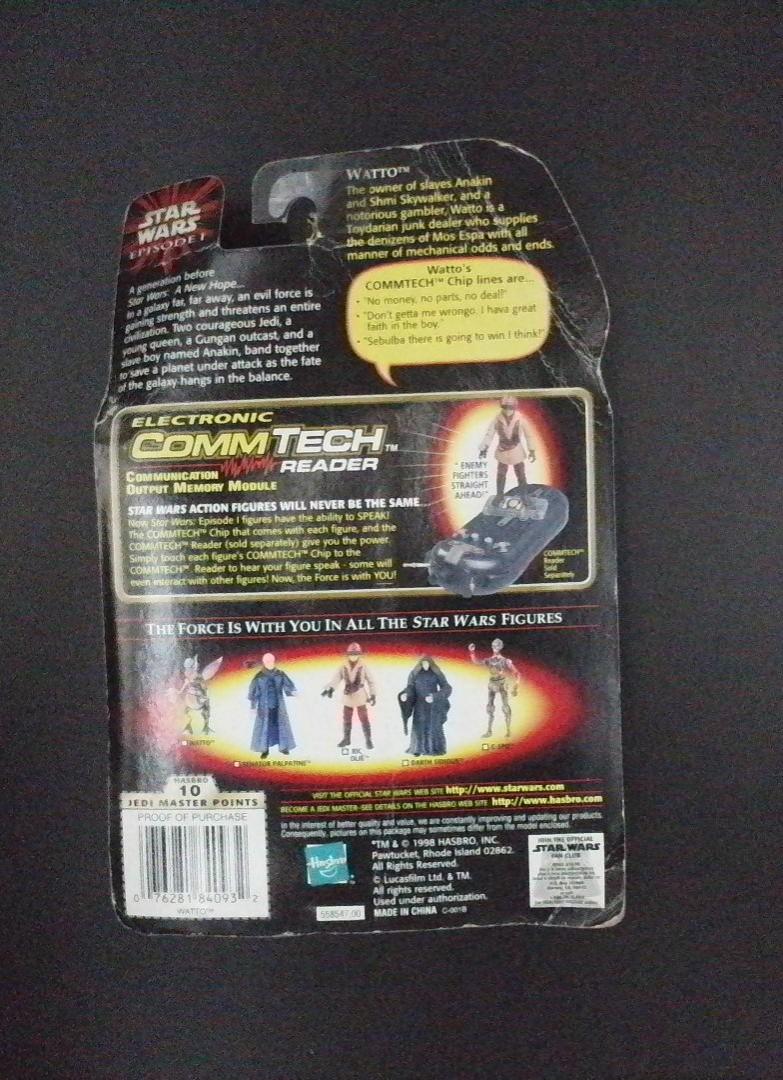 STAR
WARS
EPISODE I
WATTO™
The owner of slaves Anakin
and Shmi Skywalker, and a
notorious gambler, Watto is a
Toydarian junk dealer who supplies
the denizens of Mos Espa with all
manner of mechanical odds and ends.
A generation before
Star Wars: A New Hope...
In a galaxy far, far away, an evil force is
gaining strength and threatens an entire
civilization. Two courageous Jedi, a
young queen, a Gungan outcast, and a
slave boy named Anakin, band together
to save a planet under attack as the fate
of the galaxy hangs in the balance.
Watto's
COMMTECH™ Chip lines are...
• "No money, no parts, no deal!"
• "Don't getta me wrongo. I hava great
faith in the boy."
• "Sebulba there is going to win I think!"
ELECTRONIC
COMMTECH™
READER
COMMUNICATION
OUTPUT MEMORY MODULE
STAR WARS ACTION FIGURES WILL NEVER BE THE SAME...
Now Star Wars: Episode I figures have the ability to SPEAK!
The COMMTECH™ Chip that comes with each figure, and the
COMMTECH™ Reader (sold separately) give you the power.
Simply touch each figure's COMMTECH™ Chip to the
COMMTECH™ Reader to hear your figure speak - some will
even interact with other figures! Now, the Force is with YOU!
"ENEMY
FIGHTERS
STRAIGHT
AHEAD!"
COMMTECH™
Reader
Sold
Separately
THE FORCE IS WITH YOU IN ALL THE STAR WARS FIGURES
WATTO™
SENATOR PALPATINE™
RIC
OLIÉ™
DARTH SIDIOUS™
C-3PO™
HASBRO
10
JEDI MASTER POINTS
PROOF OF PURCHASE
0 76281 84093 2
WATTO™
VISIT THE OFFICIAL STAR WARS WEB SITE http://www.starwars.com
BECOME A JEDI MASTER-SEE DETAILS ON THE HASBRO WEB SITE http://www.hasbro.com
In the interest of better quality and value, we are constantly improving and updating our products.
Consequently, pictures on this package may sometimes differ from the model enclosed.
Hasbro
*TM & © 1998 HASBRO, INC.
Pawtucket, Rhode Island 02862.
All Rights Reserved.
© Lucasfilm Ltd. & TM.
All rights reserved.
Used under authorization.
558547.00 MADE IN CHINA C-001B
JOIN THE OFFICIAL
STAR WARS
FAN CLUB